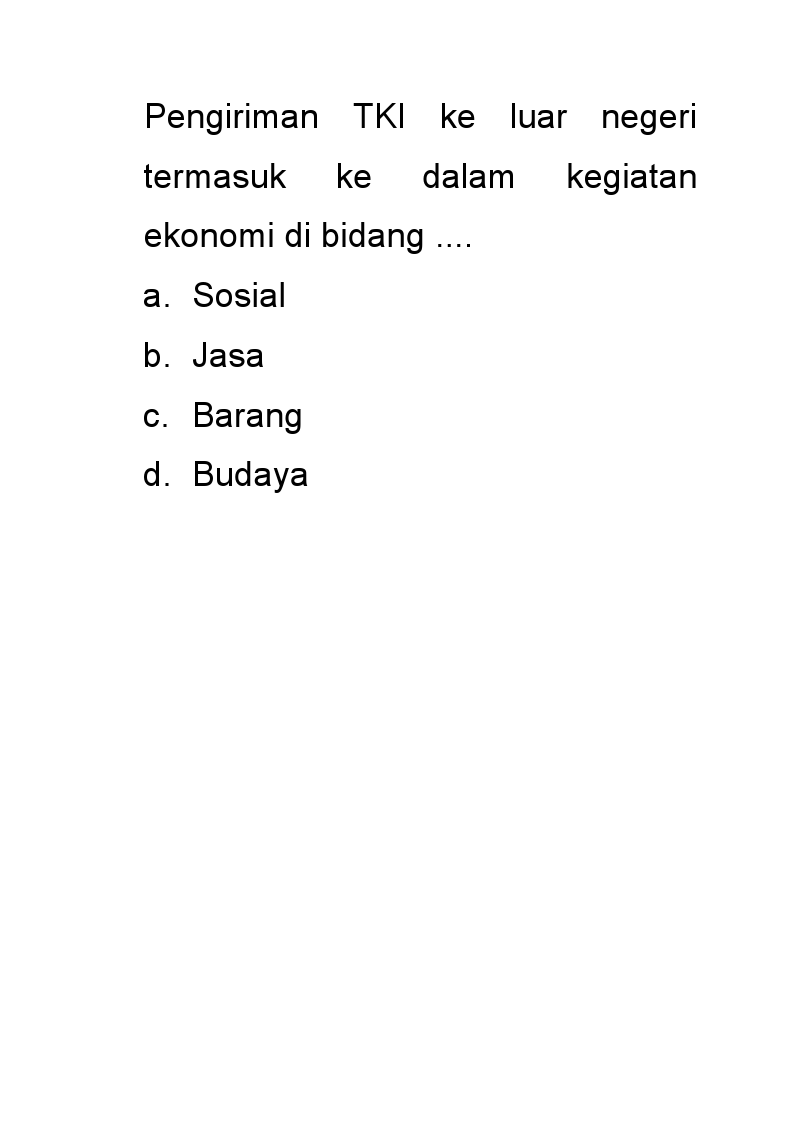 Pengiriman TKI ke luar negeri
termasuk ke dalam kegiatan
ekonomi di bidang ....
a. Sosial
b. Jasa
c. Barang
d. Budaya